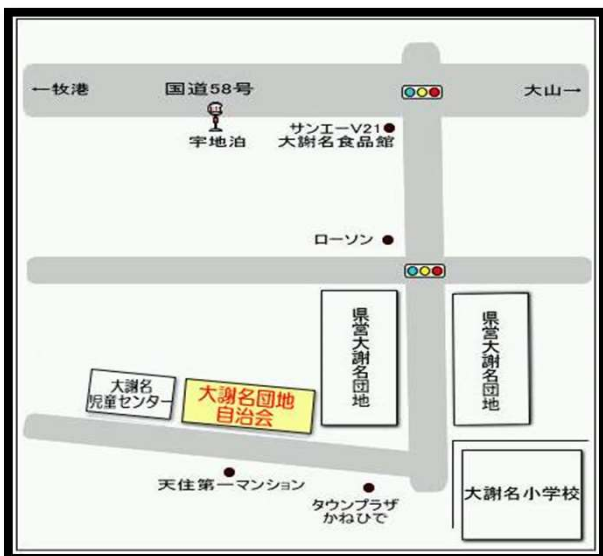 ←牧港
国道58号
大山→
宇地泊
サンエーV21
大謝名食品館
ローソン
県営大謝名団地
県営大謝名団地
大謝名
児童センター
大謝名団地
自治会
天住第一マンション
タウンプラザ
かねひで
大謝名小学校